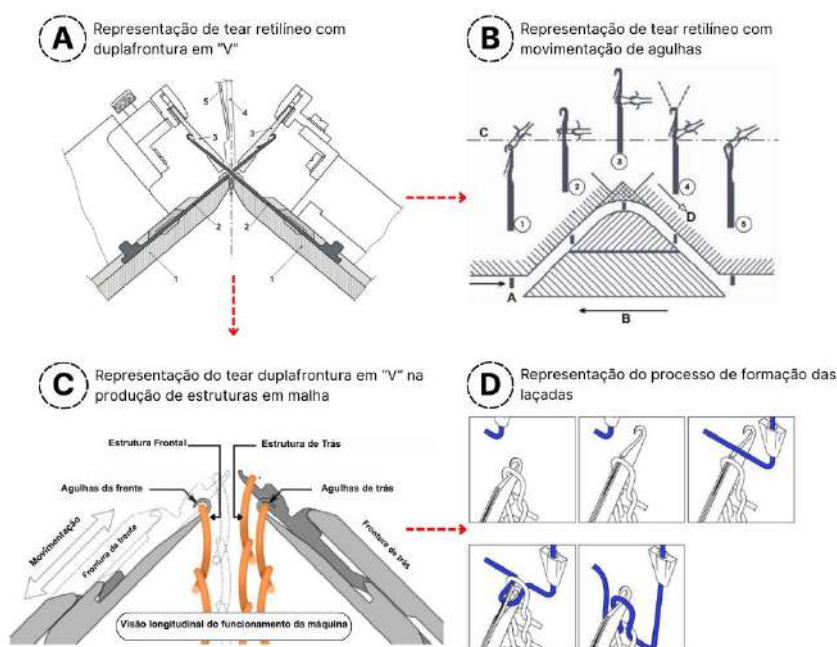 A
Representação de tear retilíneo com
duplafrontura em "V"
5
4
3
3
2
2
1
1
B
Representação de tear retilíneo com
movimentação de agulhas
C
1
2
3
4
5
D
A
B
C
Representação do tear duplafrontura em "V" na
produção de estruturas em malha
Estrutura Frontal
Estrutura de Trás
Agulhas da frente
Agulhas de trás
Movimentação
Frontura de frente
Frontura de trás
Visão longitudinal do funcionamento da máquina
D
Representação do processo de formação das
laçadas